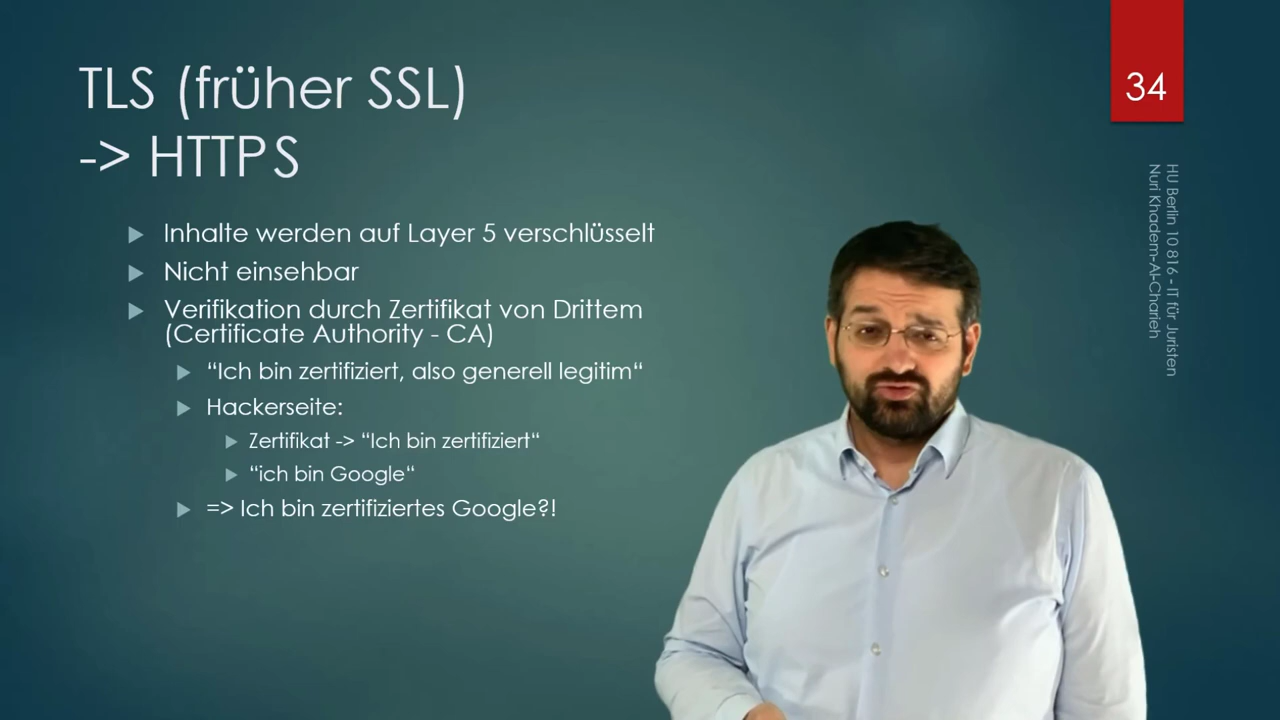 TLS (früher SSL)
-> HTTPS
34
Inhalte werden auf Layer 5 verschlüsselt
Nicht einsehbar
Verifikation durch Zertifikat von Drittem
(Certificate Authority - CA)
“Ich bin zertifiziert, also generell legitim“
Hackerseite:
Zertifikat -> “Ich bin zertifiziert“
“ich bin Google“
=> Ich bin zertifiziertes Google?!
HU Berlin 10 816 - IT für Juristen
Nuri Khadem-Al-Charieh